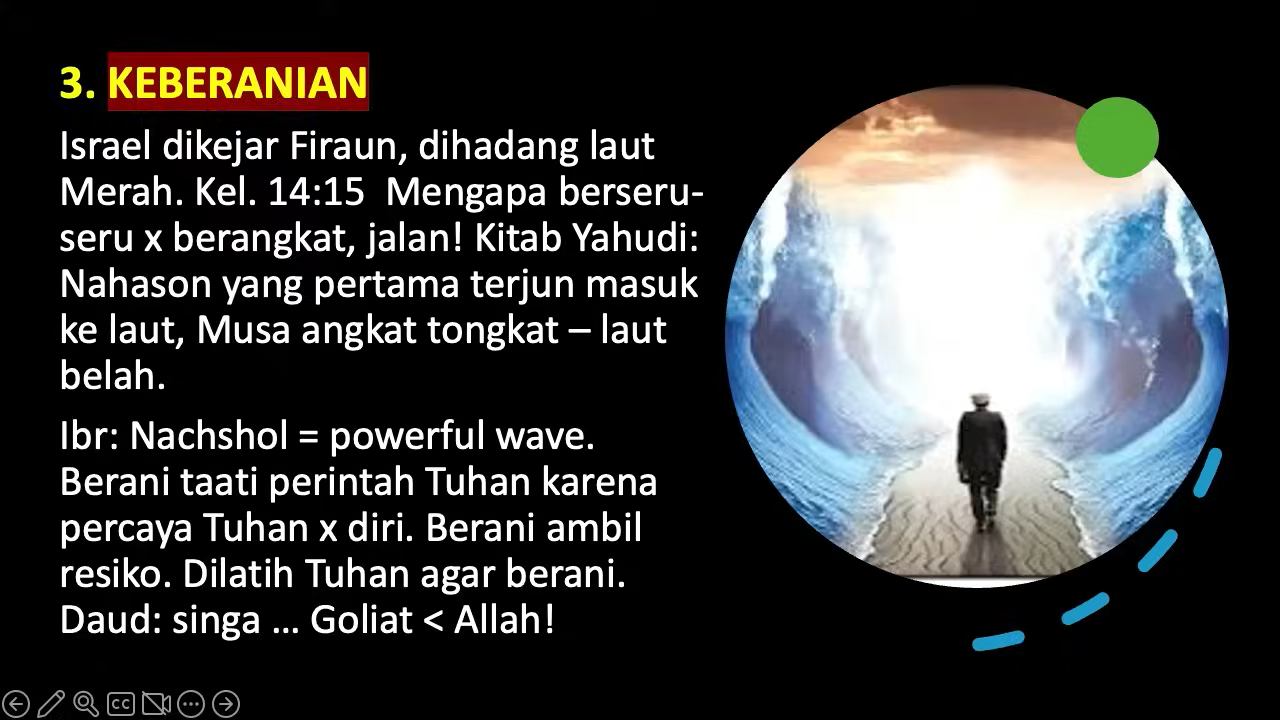 3. KEBERANIAN
Israel dikejar Firaun, dihadang laut
Merah. Kel. 14:15  Mengapa berseru-
seru x berangkat, jalan! Kitab Yahudi:
Nahason yang pertama terjun masuk
ke laut, Musa angkat tongkat – laut
belah.
Ibr: Nachshol = powerful wave.
Berani taati perintah Tuhan karena
percaya Tuhan x diri. Berani ambil
resiko. Dilatih Tuhan agar berani.
Daud: singa ... Goliat < Allah!
CC